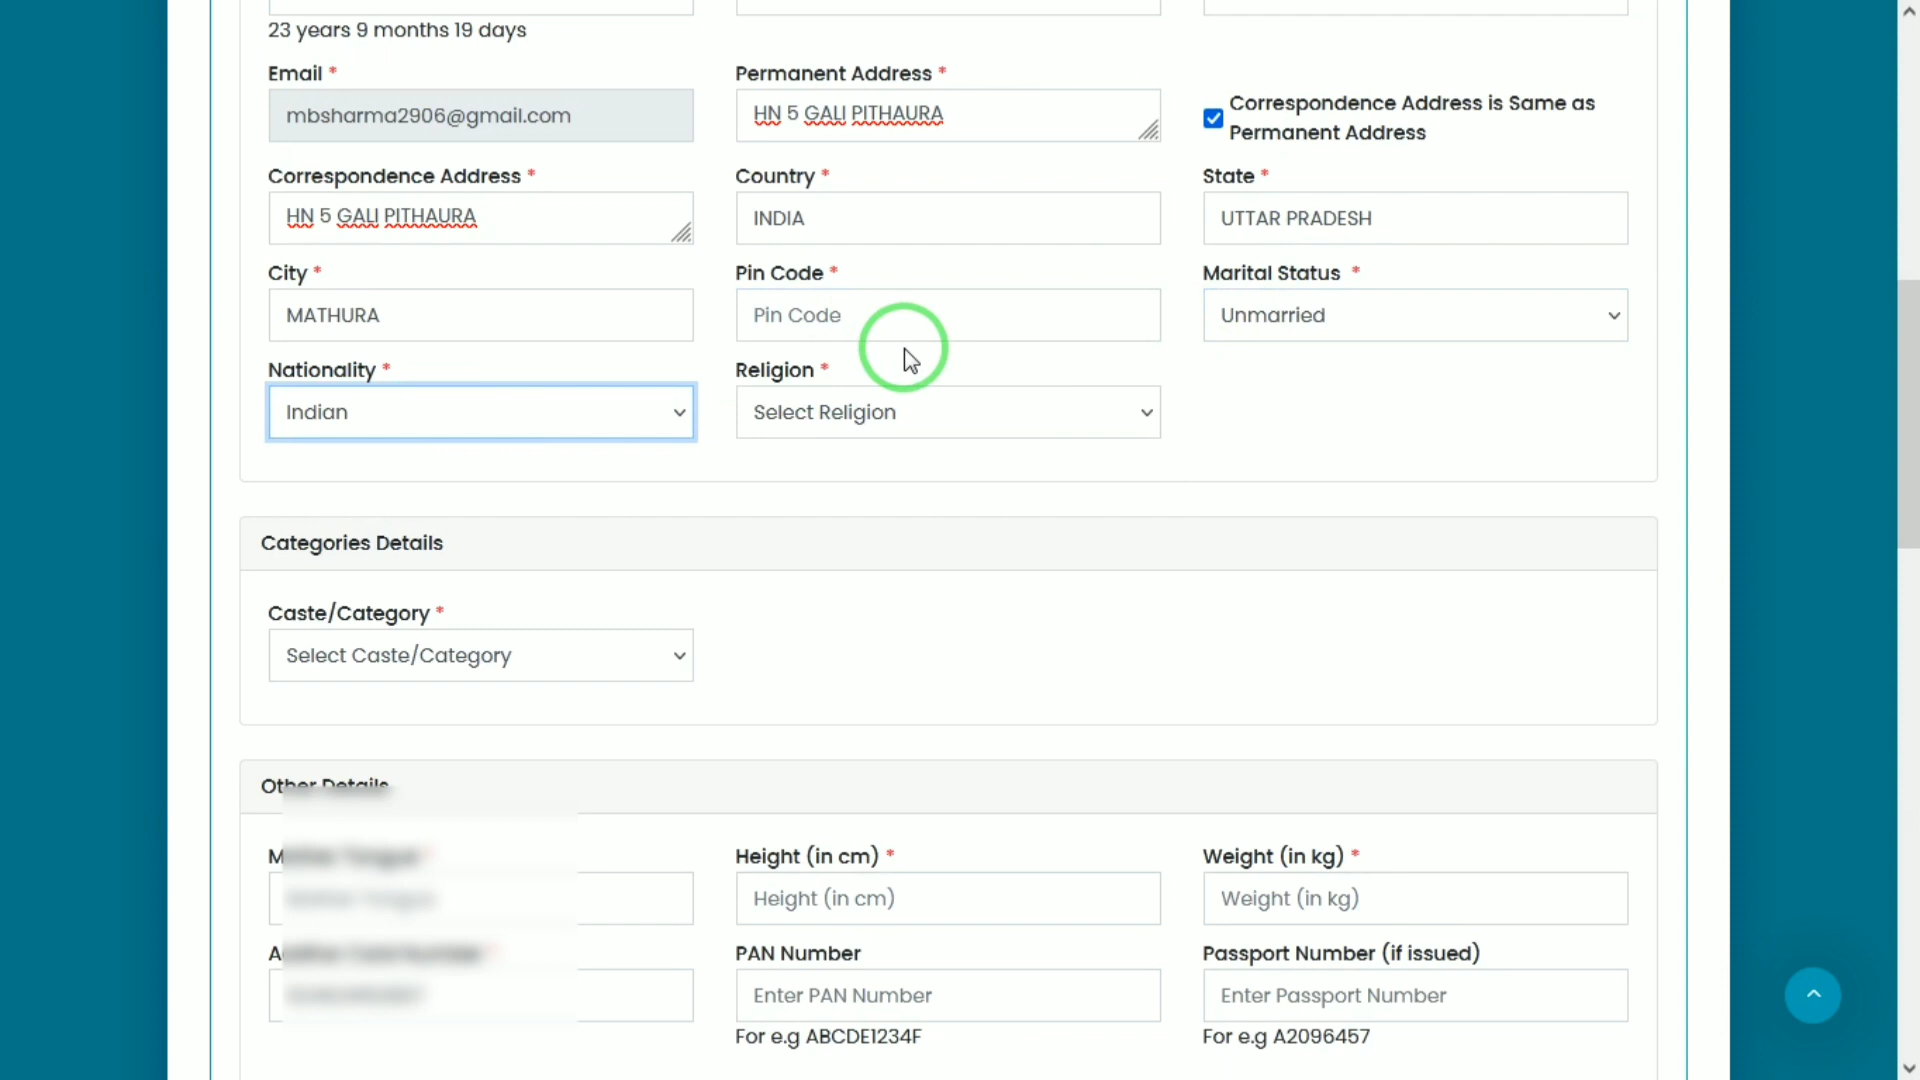 23 years 9 months 19 days
Email *
Permanent Address *
mbsharma2906@gmail.com
HN 5 GALI PITHAURA
Correspondence Address is Same as
Permanent Address
Correspondence Address *
Country *
State *
HN 5 GALI PITHAURA
INDIA
UTTAR PRADESH
City *
Pin Code *
Marital Status *
MATHURA
Pin Code
Unmarried
Nationality *
Religion *
Indian
Select Religion
Categories Details
Caste/Category *
Select Caste/Category
Other Details
Height (in cm) *
Weight (in kg) *
Height (in cm)
Weight (in kg)
PAN Number
Passport Number (if issued)
Enter PAN Number
Enter Passport Number
For e.g ABCDE1234F
For e.g A2096457